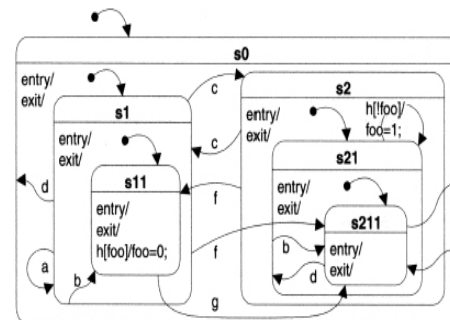 s0
entry/
exit/
s1
entry/
exit/
s11
entry/
entry/
exit/
h[foo]/foo=0;
d
a
b
c
c
f
f
g
s2
entry/
exit/
h[!foo]/
foo=1;
s21
entry/
exit/
s211
entry/
exit/
b
d